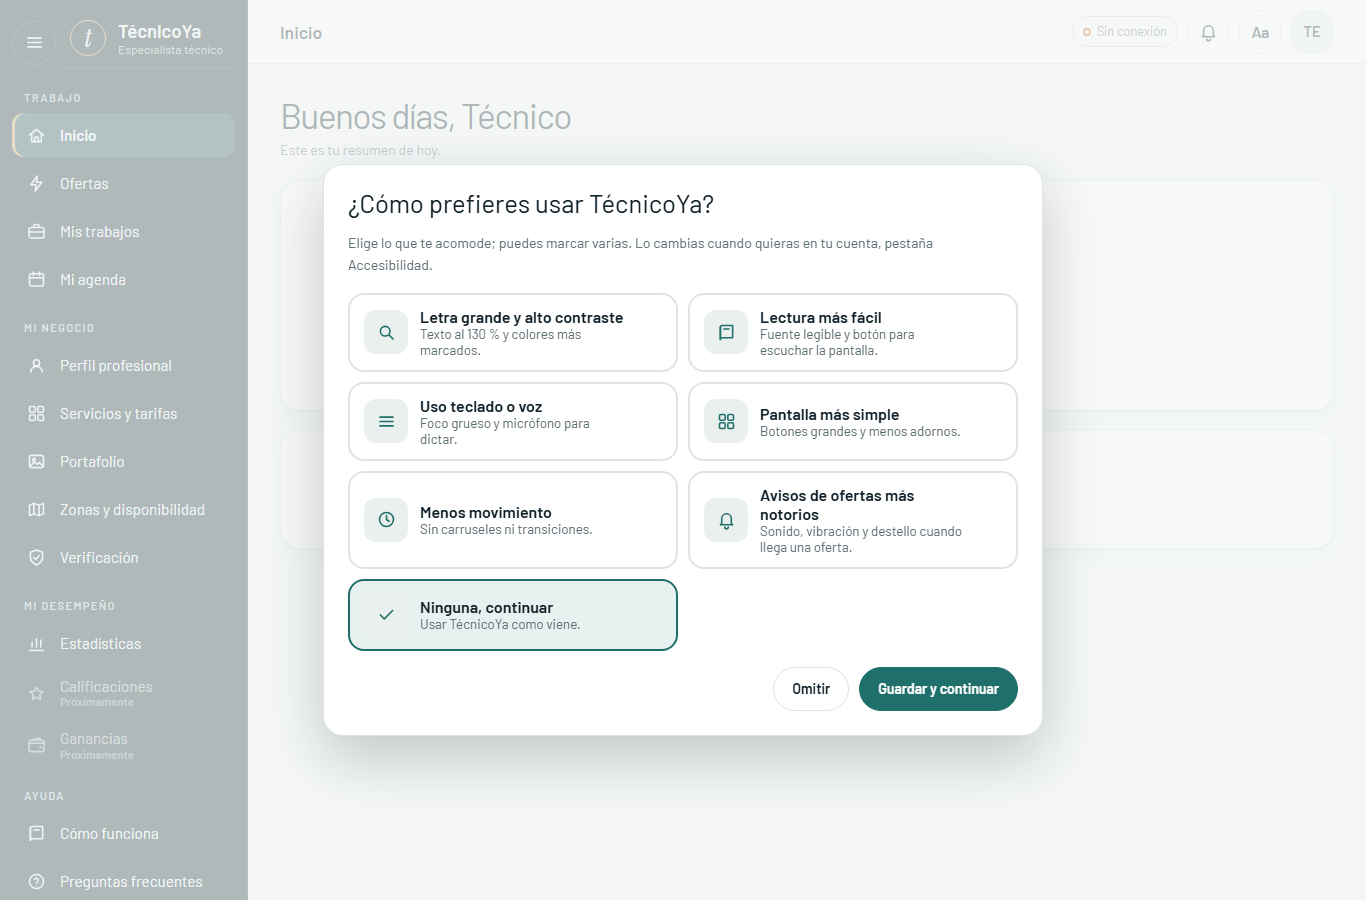 t
TécnicoYa
Especialista técnico
TRABAJO
Inicio
Ofertas
Mis trabajos
Mi agenda
MI NEGOCIO
Perfil profesional
Servicios y tarifas
Portafolio
Zonas y disponibilidad
Verificación
MI DESEMPEÑO
Estadísticas
Calificaciones
Próximamente
Ganancias
Próximamente
AYUDA
Cómo funciona
Preguntas frecuentes
Inicio
Sin conexión
Aa
TE
Buenos días, Técnico
Este es tu resumen de hoy.
¿Cómo prefieres usar TécnicoYa?
Elige lo que te acomode; puedes marcar varias. Lo cambias cuando quieras en tu cuenta, pestaña
Accesibilidad.
Letra grande y alto contraste
Texto al 130 % y colores más
marcados.
Lectura más fácil
Fuente legible y botón para
escuchar la pantalla.
Uso teclado o voz
Foco grueso y micrófono para
dictar.
Pantalla más simple
Botones grandes y menos adornos.
Menos movimiento
Sin carruseles ni transiciones.
Avisos de ofertas más
notorios
Sonido, vibración y destello cuando
llega una oferta.
Ninguna, continuar
Usar TécnicoYa como viene.
Omitir
Guardar y continuar